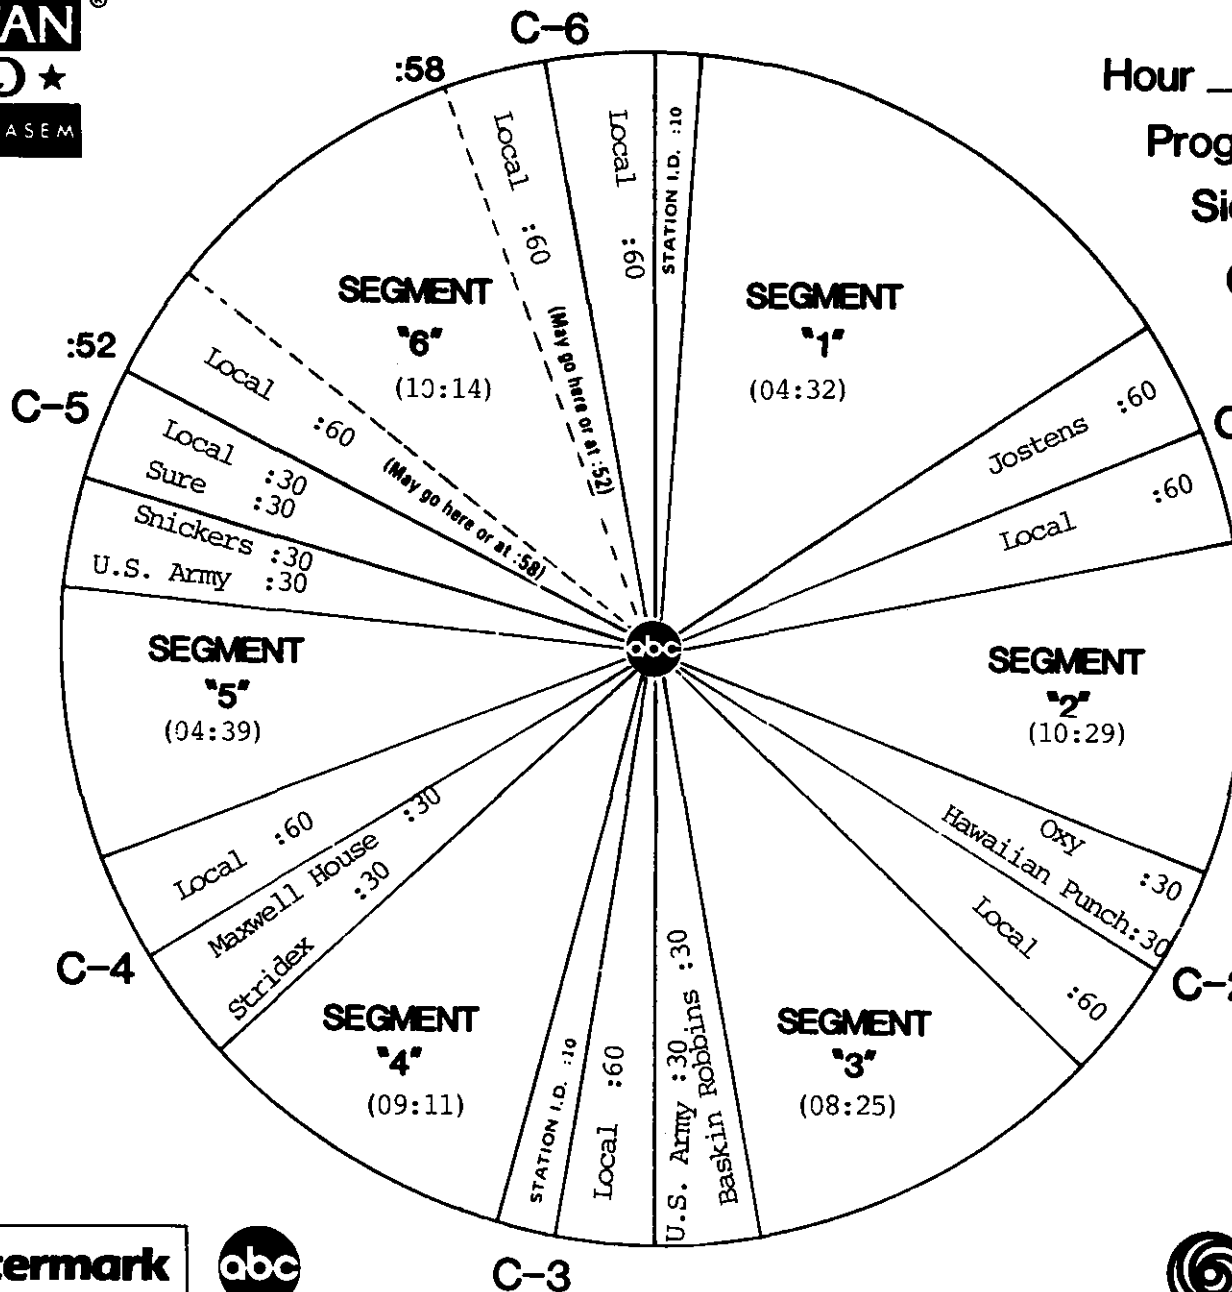 C-6
:58
ASEM
Hour
:52
C-5
Local :60
Local :60
STATION I.D. :10
SEGMENT
"1"
(04:32)
Jostens :60
Local :60
SEGMENT
"2"
(10:29)
Oxy :30
Hawaiian Punch :30
Local :60
SEGMENT
"3"
(08:25)
Baskin Robbins :30
U.S. Army :30
C-3
Local :60
STATION I.D. :10
SEGMENT
"4"
(09:11)
Stridex :30
Maxwell House :30
C-4
Local :60
SEGMENT
"5"
(04:39)
U.S. Army :30
Snickers :30
Sure :30
Local :30
Local :60
(May go here or at :58)
SEGMENT
"6"
(10:14)
(May go here or at :52)
abc
termark
abc